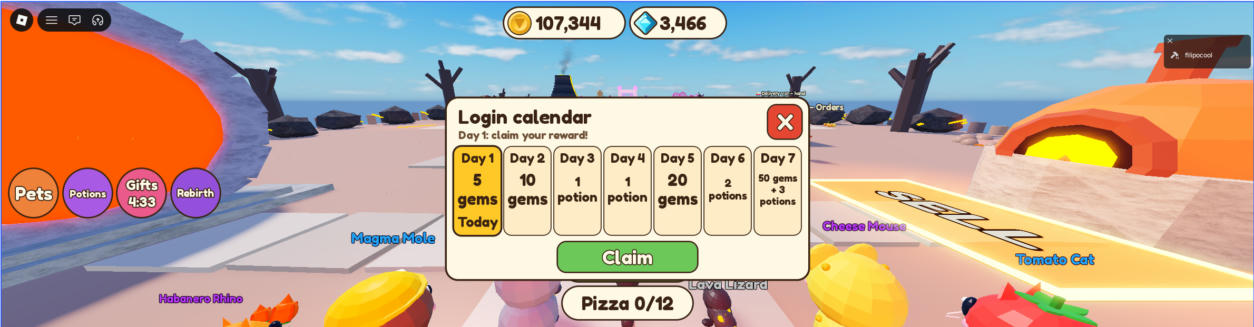 107,344
3,466
filipocool
- Orders
Login calendar
Day 1: claim your reward!
Day 1
5
gems
Today
Day 2
10
gems
Day 3
1
potion
Day 4
1
potion
Day 5
20
gems
Day 6
2
potions
Day 7
50 gems
+ 3
potions
Claim
Pets
Potions
Gifts
4:33
Rebirth
SELL
Magma Mole
Cheese Mouse
Tomato Cat
Habanero Rhino
Lava Lizard
Pizza 0/12